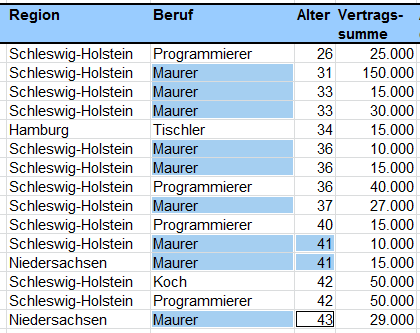 Region Beruf Alter Vertrags-
summe
Schleswig-Holstein Programmierer 26 25.000
Schleswig-Holstein Maurer 31 150.000
Schleswig-Holstein Maurer 33 15.000
Schleswig-Holstein Maurer 33 30.000
Hamburg Tischler 34 15.000
Schleswig-Holstein Maurer 36 10.000
Schleswig-Holstein Maurer 36 15.000
Schleswig-Holstein Programmierer 36 40.000
Schleswig-Holstein Maurer 37 27.000
Schleswig-Holstein Programmierer 40 15.000
Schleswig-Holstein Maurer 41 10.000
Niedersachsen Maurer 41 15.000
Schleswig-Holstein Koch 42 50.000
Schleswig-Holstein Programmierer 42 50.000
Niedersachsen Maurer 43 29.000